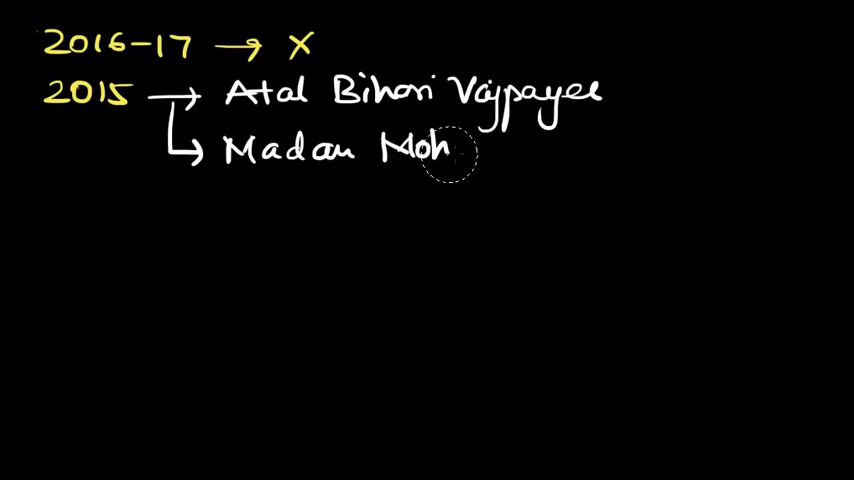 2016-17 → X
2015 → Atal Bihari Vajpayee
↳ Madan Moh